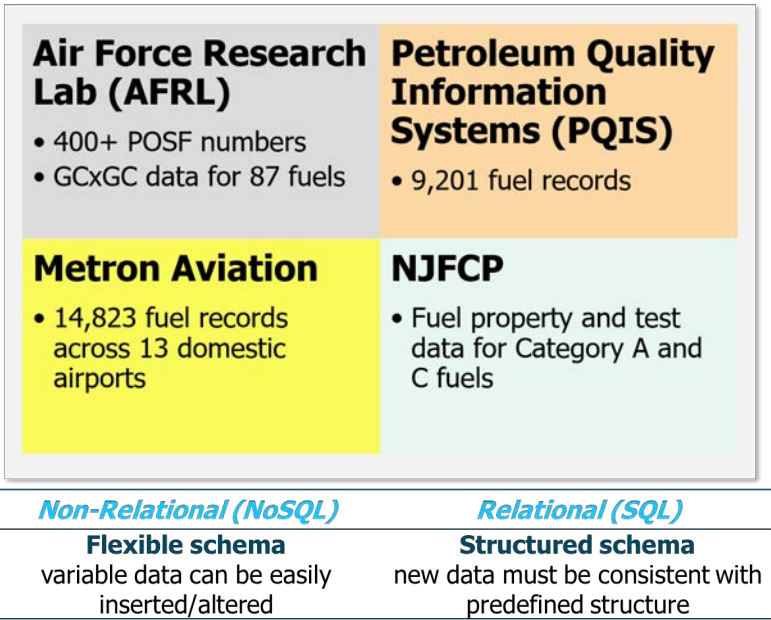 Air Force Research
Lab (AFRL)
• 400+ POSF numbers
• GCxGC data for 87 fuels
Petroleum Quality
Information
Systems (PQIS)
• 9,201 fuel records
Metron Aviation
• 14,823 fuel records
across 13 domestic
airports
NJFCP
• Fuel property and test
data for Category A and
C fuels
Non-Relational (NoSQL)
Relational (SQL)
Flexible schema
variable data can be easily
inserted/altered
Structured schema
new data must be consistent with
predefined structure